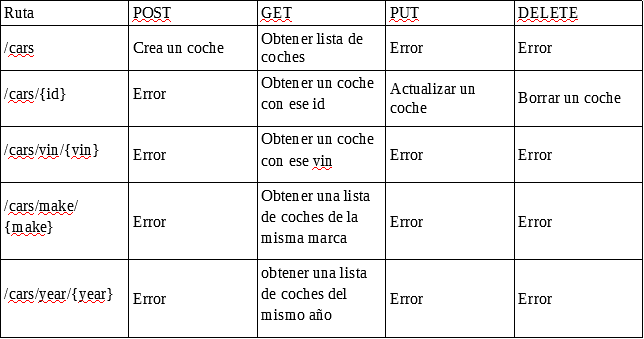 Ruta POST GET PUT DELETE
/cars Crea un coche Obtener lista de coches Error Error
/cars/{id} Error Obtener un coche con ese id Actualizar un coche Borrar un coche
/cars/vin/{vin} Error Obtener un coche con ese vin Error Error
/cars/make/{make} Error Obtener una lista de coches de la misma marca Error Error
/cars/year/{year} Error obtener una lista de coches del mismo año Error Error